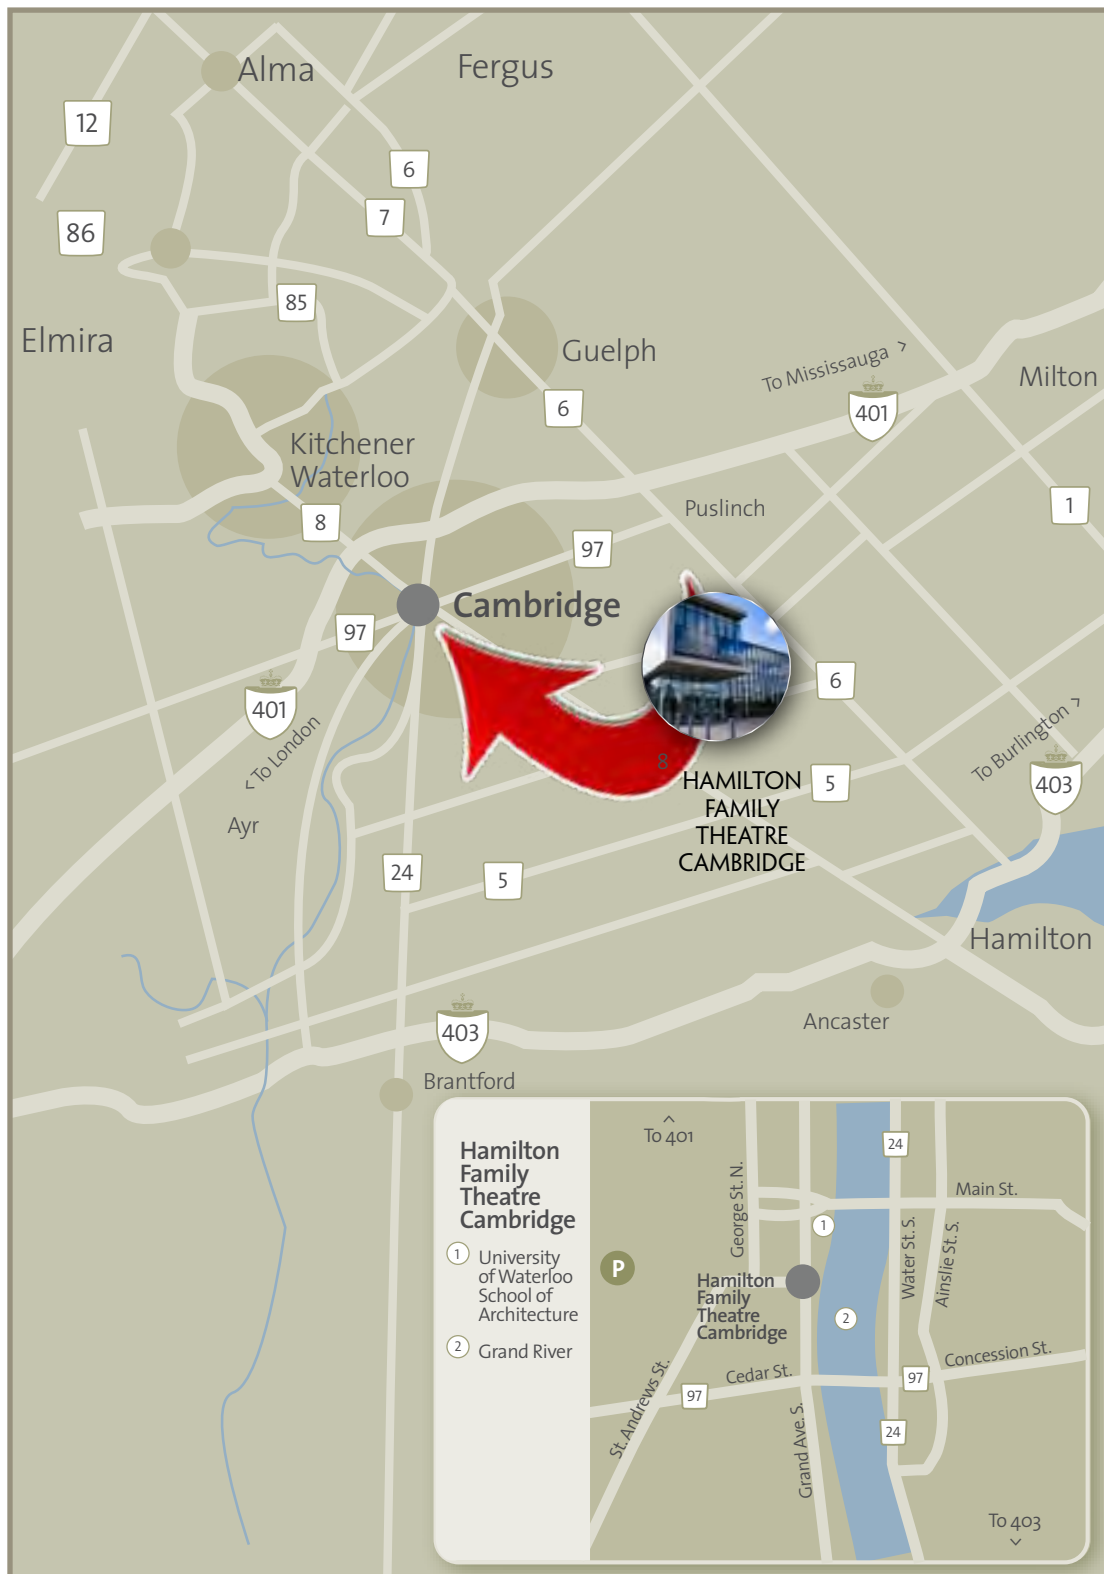 Alma
Fergus
12
6
7
86
85
Elmira
Guelph
To Mississauga >
Milton
401
6
Kitchener
Waterloo
8
Puslinch
1
97
Cambridge
97
6
401
< To London
To Burlington >
403
8
HAMILTON
FAMILY
THEATRE
CAMBRIDGE
5
Ayr
24
5
Hamilton
Ancaster
403
Brantford
Hamilton
Family
Theatre
Cambridge
1 University
of Waterloo
School of
Architecture
2 Grand River
To 401
George St. N.
24
Main St.
1
Water St. S.
Ainslie St. S.
P
Hamilton
Family
Theatre
Cambridge
2
St. Andrews St.
97
Cedar St.
97
Concession St.
Grand Ave. S.
24
To 403